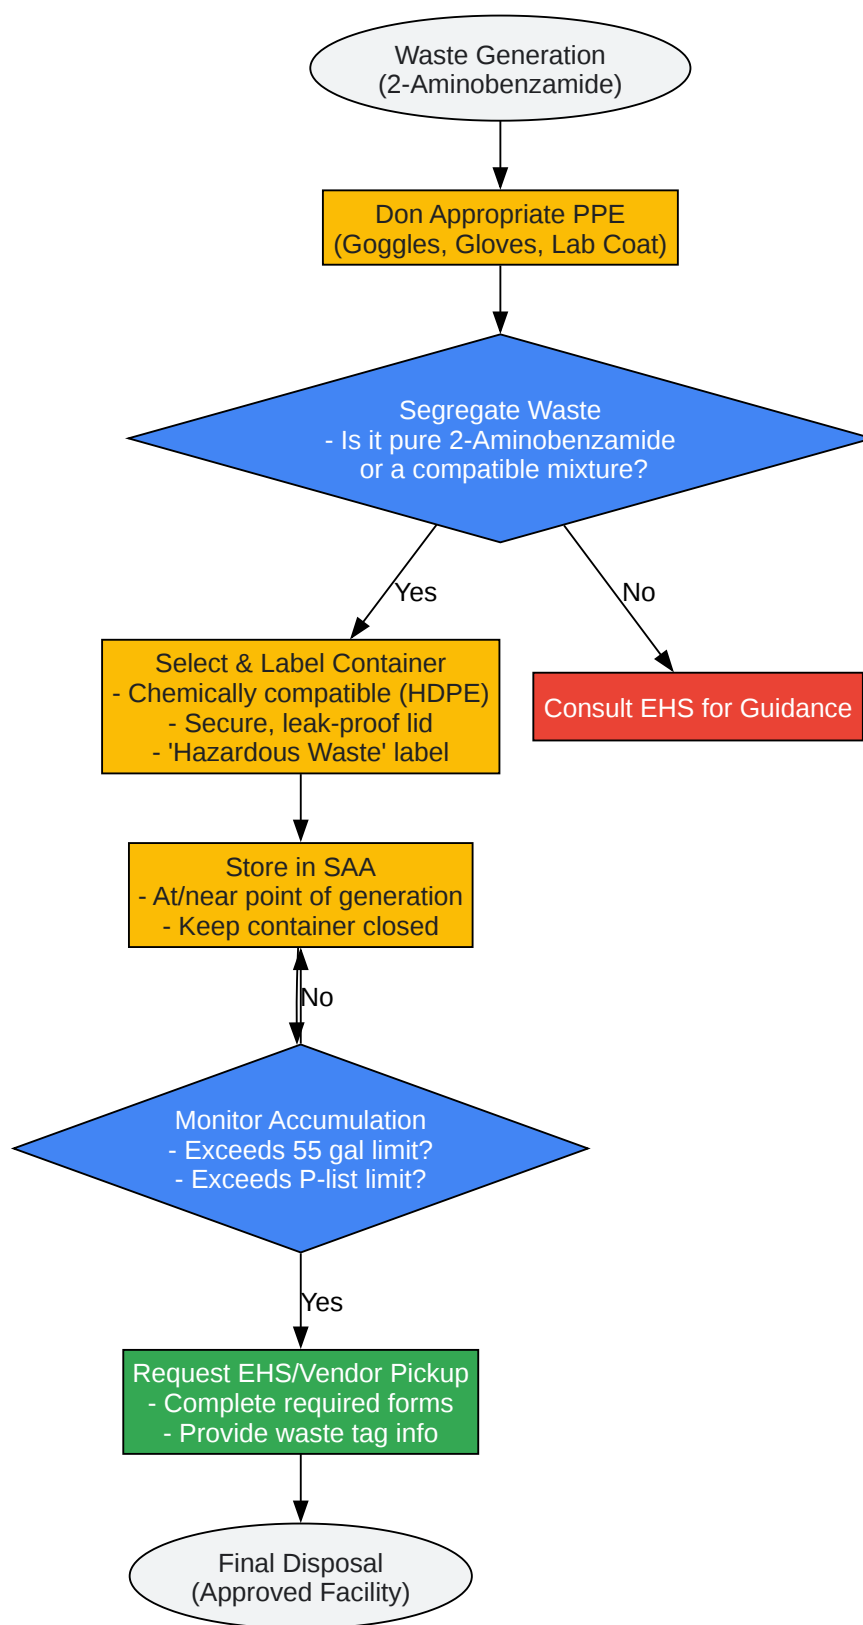 Waste Generation
(2-Aminobenzamide)
Don Appropriate PPE
(Goggles, Gloves, Lab Coat)
Segregate Waste
- Is it pure 2-Aminobenzamide
or a compatible mixture?
Yes
No
Select & Label Container
- Chemically compatible (HDPE)
- Secure, leak-proof lid
- 'Hazardous Waste' label
Consult EHS for Guidance
Store in SAA
- At/near point of generation
- Keep container closed
No
Monitor Accumulation
- Exceeds 55 gal limit?
- Exceeds P-list limit?
Yes
Request EHS/Vendor Pickup
- Complete required forms
- Provide waste tag info
Final Disposal
(Approved Facility)